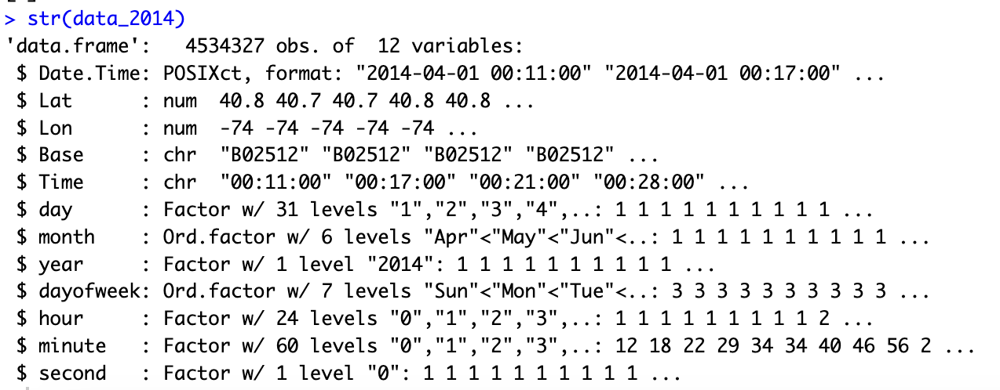 > str(data_2014)
'data.frame':   4534327 obs. of  12 variables:
 $ Date.Time: POSIXct, format: "2014-04-01 00:11:00" "2014-04-01 00:17:00" ...
 $ Lat      : num  40.8 40.7 40.7 40.8 40.8 ...
 $ Lon      : num  -74 -74 -74 -74 -74 ...
 $ Base     : chr  "B02512" "B02512" "B02512" "B02512" ...
 $ Time     : chr  "00:11:00" "00:17:00" "00:21:00" "00:28:00" ...
 $ day      : Factor w/ 31 levels "1","2","3","4",..: 1 1 1 1 1 1 1 1 1 1 ...
 $ month    : Ord.factor w/ 6 levels "Apr"<"May"<"Jun"<..: 1 1 1 1 1 1 1 1 1 1 ...
 $ year     : Factor w/ 1 level "2014": 1 1 1 1 1 1 1 1 1 1 ...
 $ dayofweek: Ord.factor w/ 7 levels "Sun"<"Mon"<"Tue"<..: 3 3 3 3 3 3 3 3 3 3 ...
 $ hour     : Factor w/ 24 levels "0","1","2","3",..: 1 1 1 1 1 1 1 1 1 2 ...
 $ minute   : Factor w/ 60 levels "0","1","2","3",..: 12 18 22 29 34 34 40 46 56 2 ...
 $ second   : Factor w/ 1 level "0": 1 1 1 1 1 1 1 1 1 1 ...